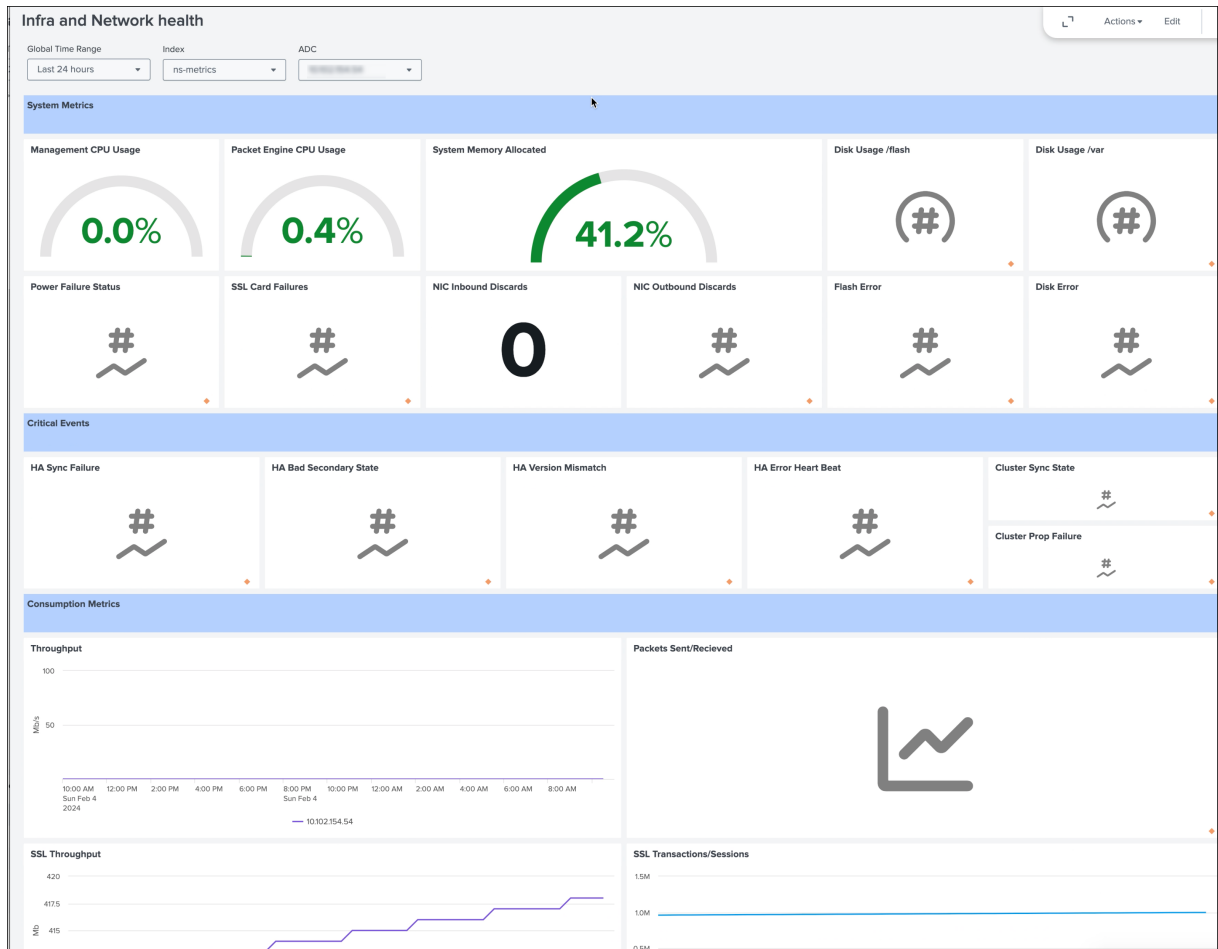 Infra and Network health
Actions Edit
Global Time Range Index ADC
Last 24 hours ns-metrics
System Metrics
Management CPU Usage Packet Engine CPU Usage System Memory Allocated Disk Usage /flash Disk Usage /var
0.0% 0.4% 41.2% # #
Power Failure Status SSL Card Failures NIC Inbound Discards NIC Outbound Discards Flash Error Disk Error
# # 0 # # #
Critical Events
HA Sync Failure HA Bad Secondary State HA Version Mismatch HA Error Heart Beat Cluster Sync State
# # # # #
Cluster Prop Failure
#
Consumption Metrics
Throughput Packets Sent/Recieved
100
50
Mb/s
10:00 AM 12:00 PM 2:00 PM 4:00 PM 6:00 PM 8:00 PM 10:00 PM 12:00 AM 2:00 AM 4:00 AM 6:00 AM 8:00 AM
Sun Feb 4 Sun Feb 4
2024
10.102.154.54
SSL Throughput SSL Transactions/Sessions
420 1.5M
417.5
1.0M
415
Mb
0.5M